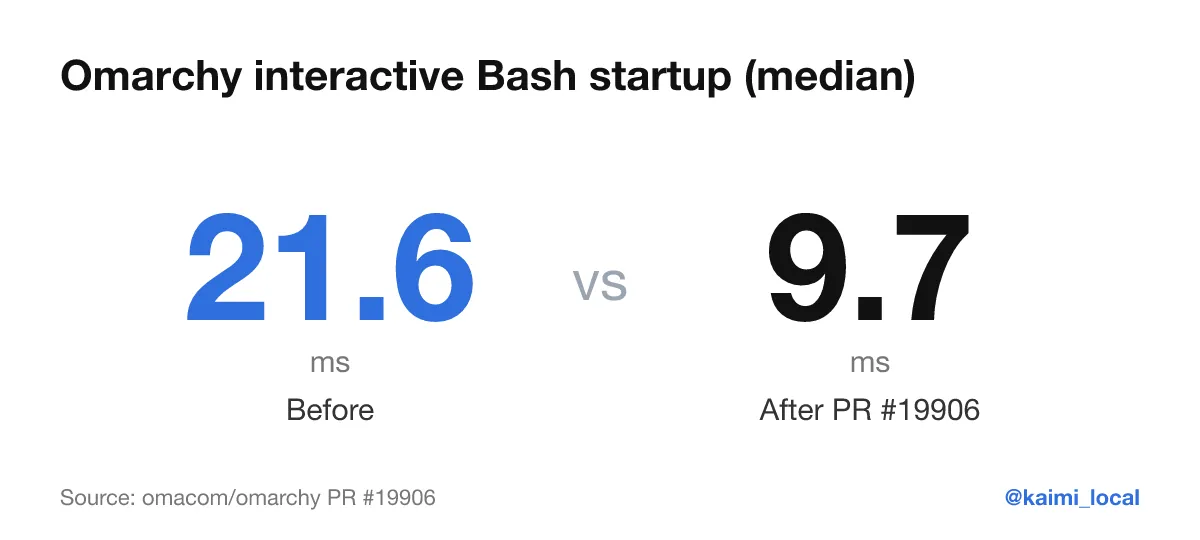 Omarchy interactive Bash startup (median)
21.6 vs 9.7
ms ms
Before After PR #19906
Source: omacom/omarchy PR #19906 @kaimi_local